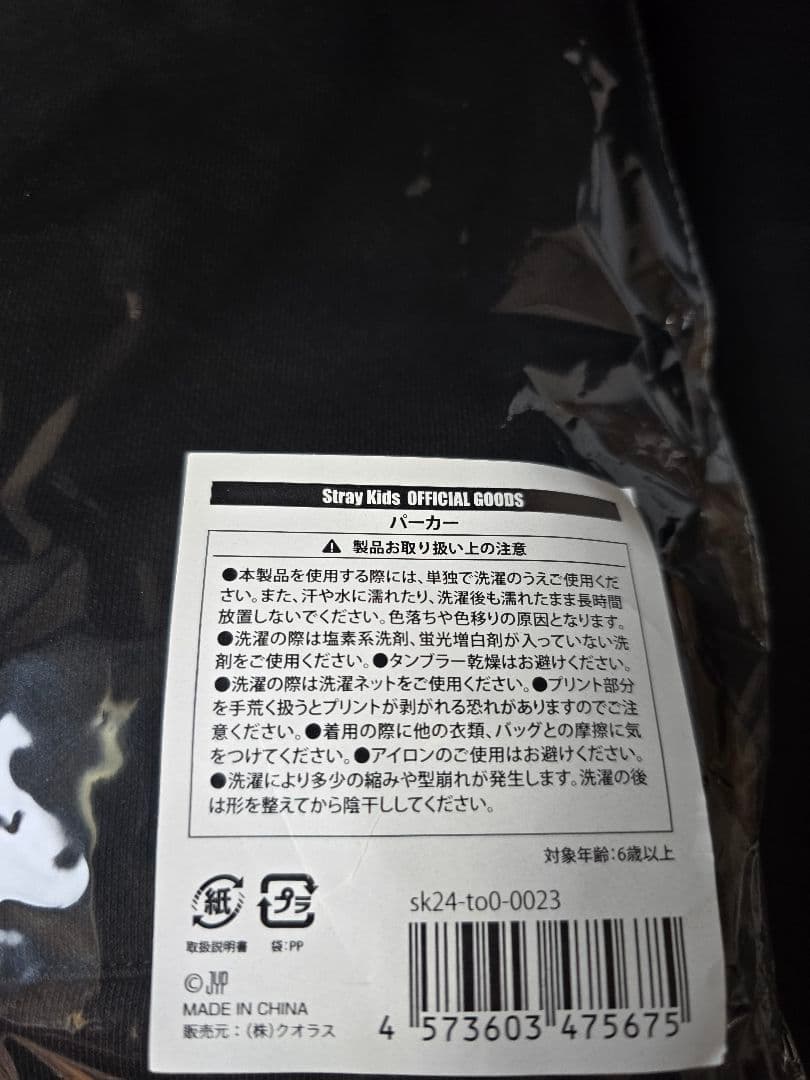 Stray Kids OFFICIAL GOODS
パーカー
⚠ 製品お取り扱い上の注意
●本製品を使用する際には、単独で洗濯のうえご使用くだ
さい。また、汗や水に濡れたり、洗濯後も濡れたまま長時間
放置しないでください。色落ちや色移りの原因となります。
●洗濯の際は塩素系洗剤、蛍光増白剤が入っていない洗
剤をご使用ください。●タンブラー乾燥はお避けください。
●洗濯の際は洗濯ネットをご使用ください。●プリント部分
を手荒く扱うとプリントが剥がれる恐れがありますのでご注
意ください。●着用の際に他の衣類、バッグとの摩擦に気
をつけてください。●アイロンのご使用はお避けください。
●洗濯により多少の縮みや型崩れが発生します。洗濯の後
は形を整えてから陰干ししてください。
対象年齢:6歳以上
紙 プラ
取扱説明書 袋:PP
sk24-to0-0023
©JYP
MADE IN CHINA
販売元:(株)クオラス
4 573603 475675